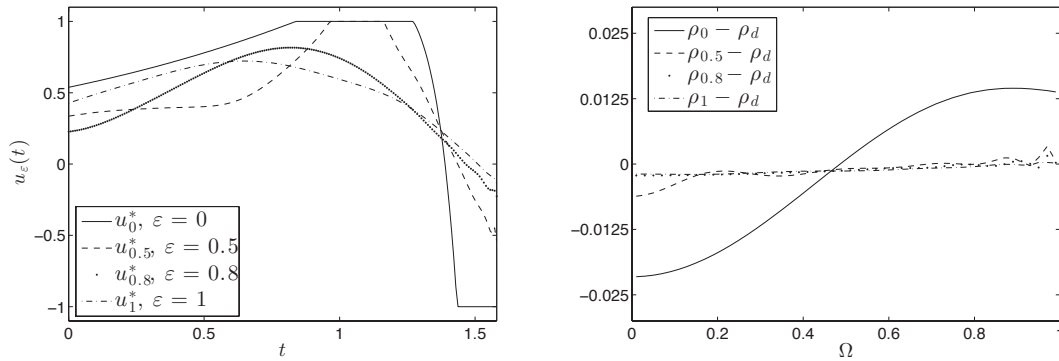 1
0.5
0
−0.5
−1
u_ε(t)
u*_0, ε = 0
u*_0.5, ε = 0.5
u*_0.8, ε = 0.8
u*_1, ε = 1
0
0.5
1
1.5
t
0.025
0.0125
0
−0.0125
−0.025
ρ_0 − ρ_d
ρ_0.5 − ρ_d
ρ_0.8 − ρ_d
ρ_1 − ρ_d
0
0.2
0.4
0.6
0.8
1
Ω